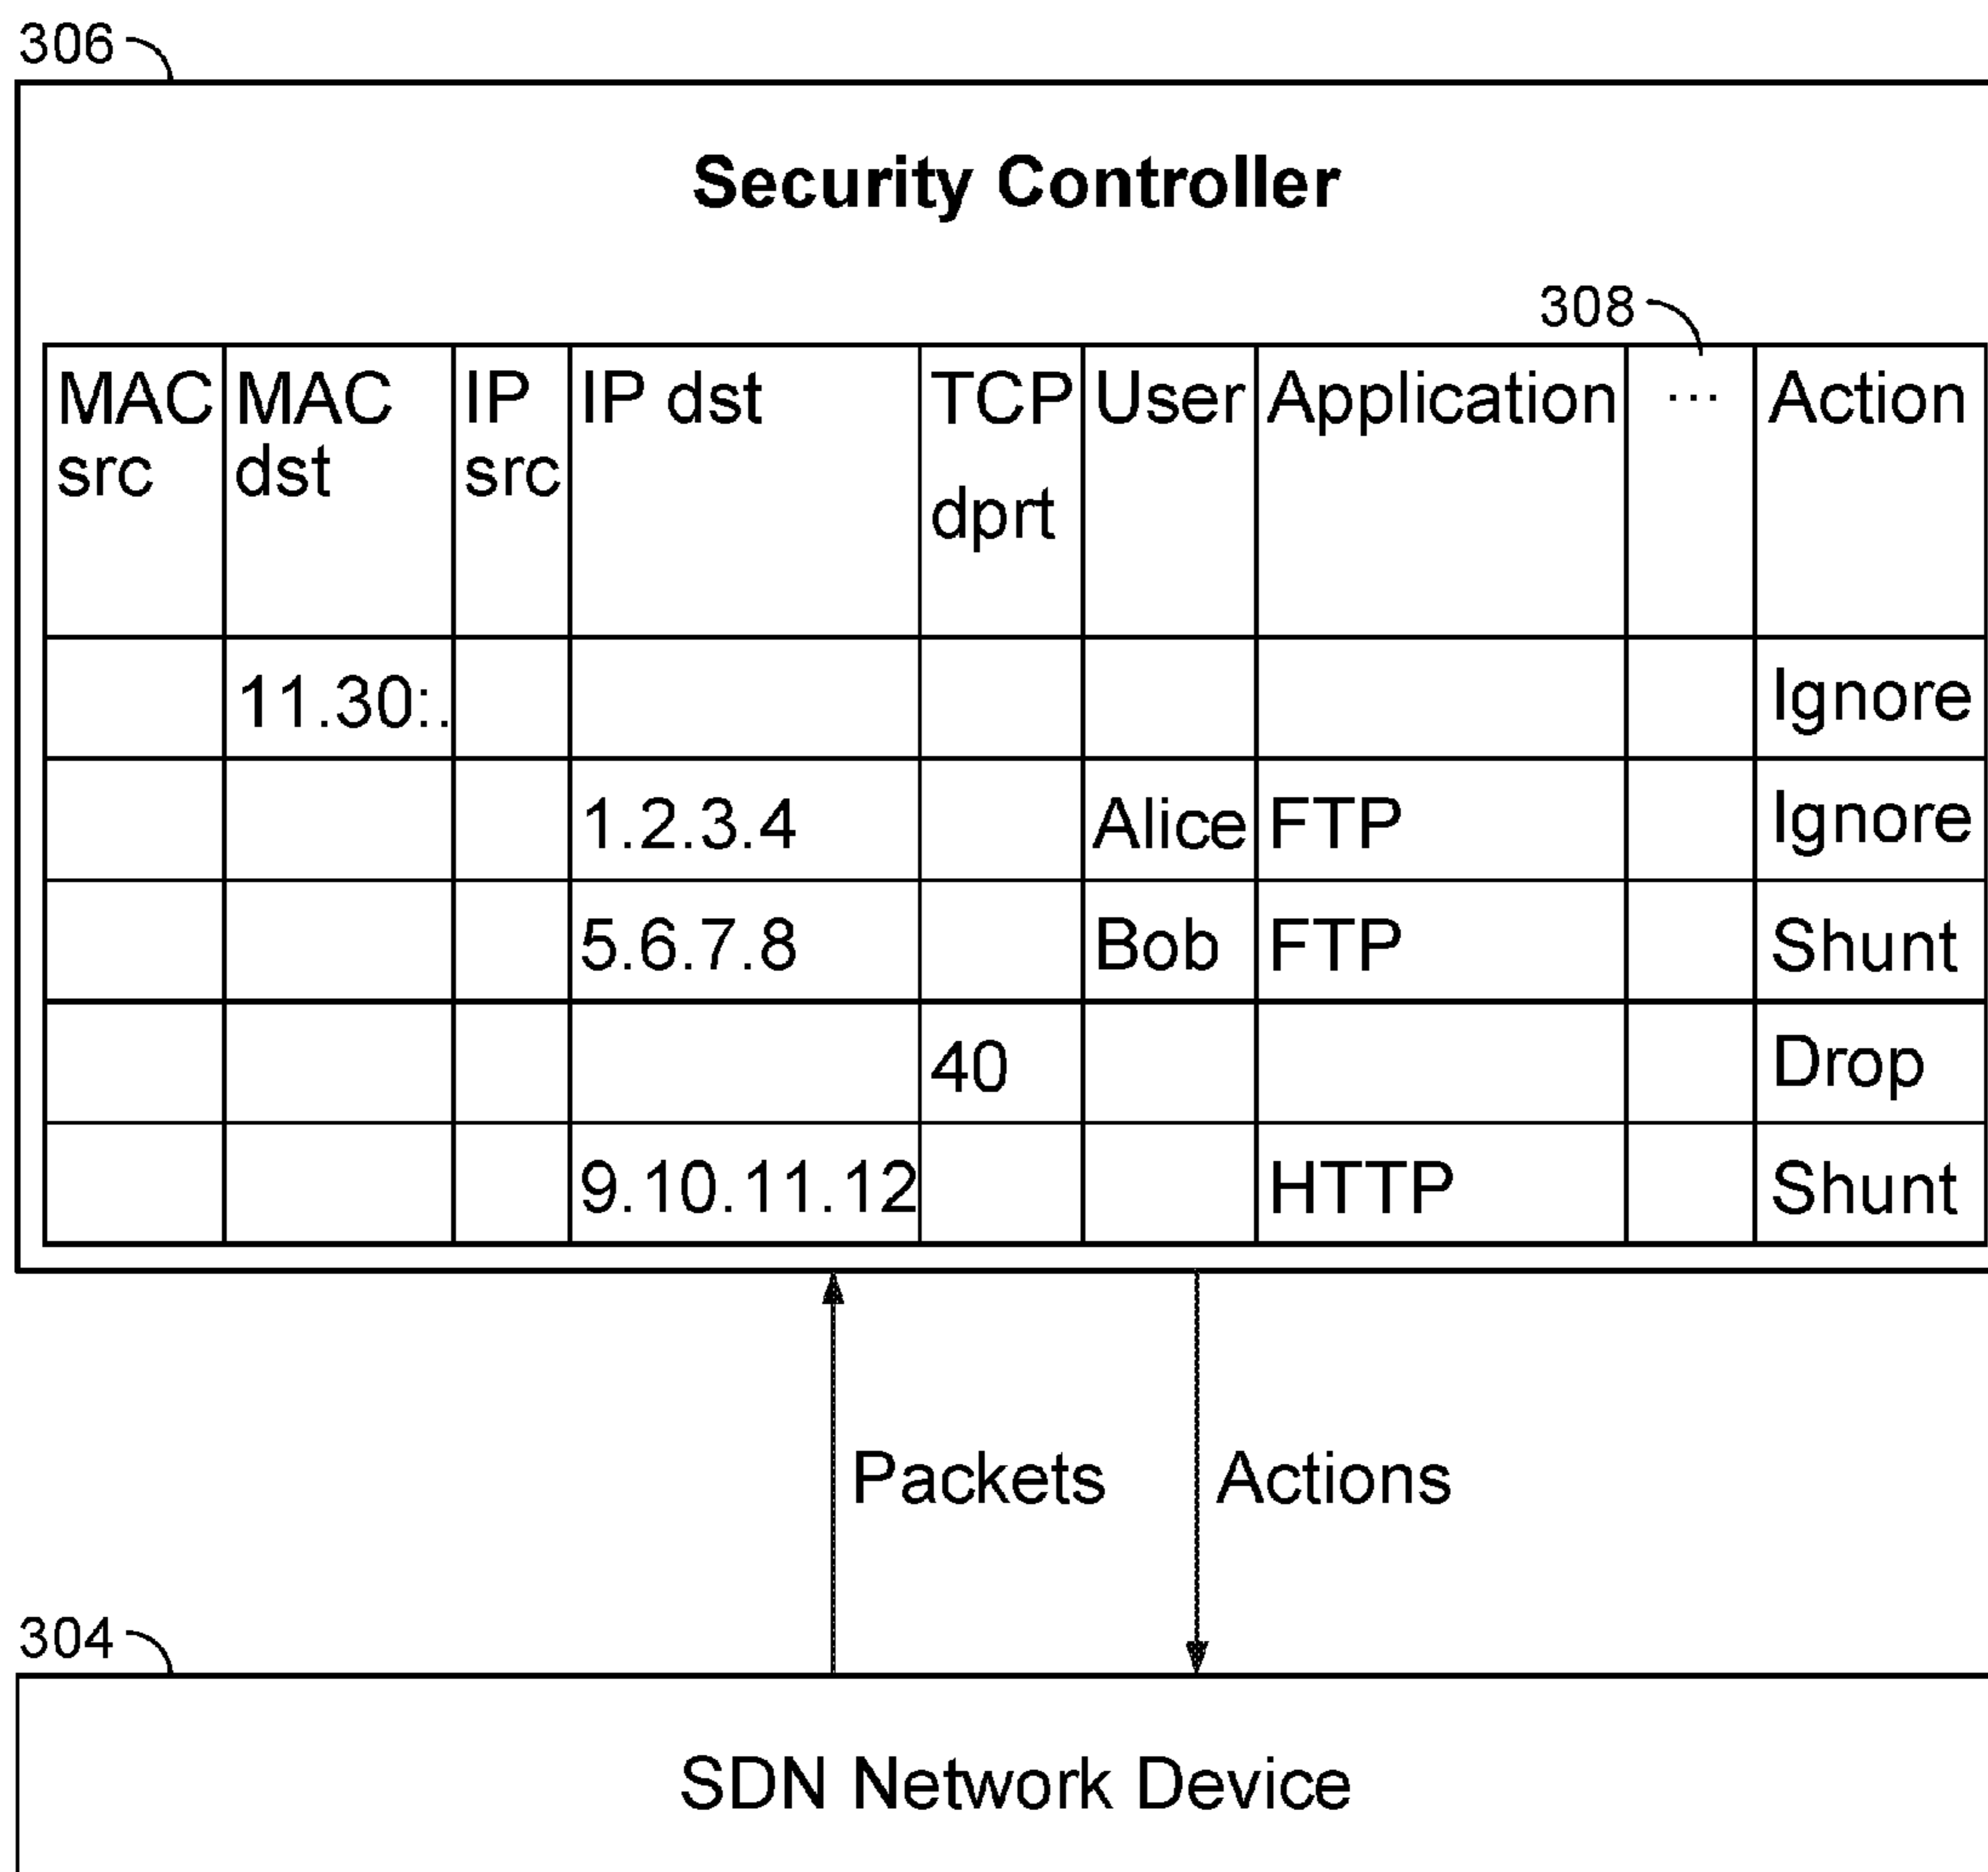 306
Security Controller
308
MAC src MAC dst IP src IP dst TCP dprt User Application ... Action
11.30:. Ignore
1.2.3.4 Alice FTP Ignore
5.6.7.8 Bob FTP Shunt
40 Drop
9.10.11.12 HTTP Shunt
Packets Actions
304
SDN Network Device